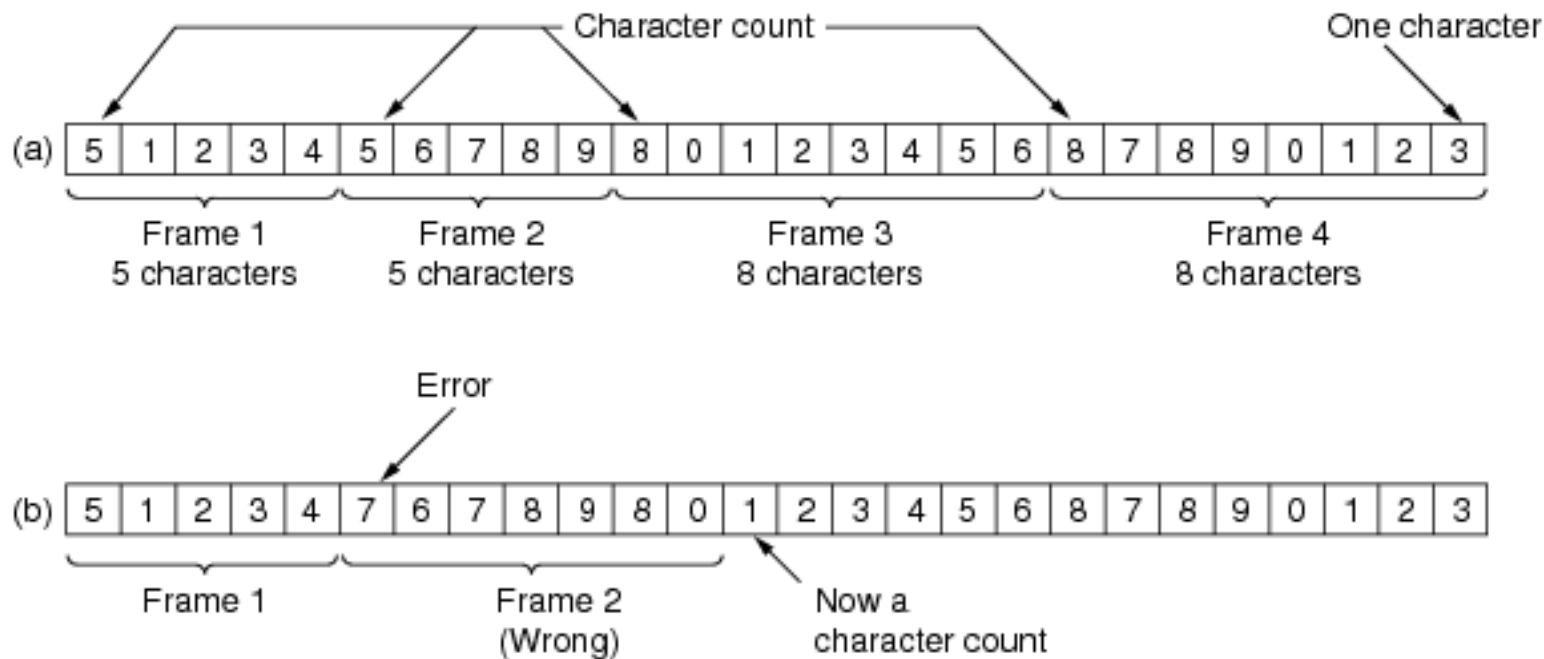 Character count
One character
(a) 5 1 2 3 4 5 6 7 8 9 8 0 1 2 3 4 5 6 8 7 8 9 0 1 2 3
Frame 1
5 characters
Frame 2
5 characters
Frame 3
8 characters
Frame 4
8 characters
Error
(b) 5 1 2 3 4 7 6 7 8 9 8 0 1 2 3 4 5 6 8 7 8 9 0 1 2 3
Frame 1
Frame 2
(Wrong)
Now a
character count